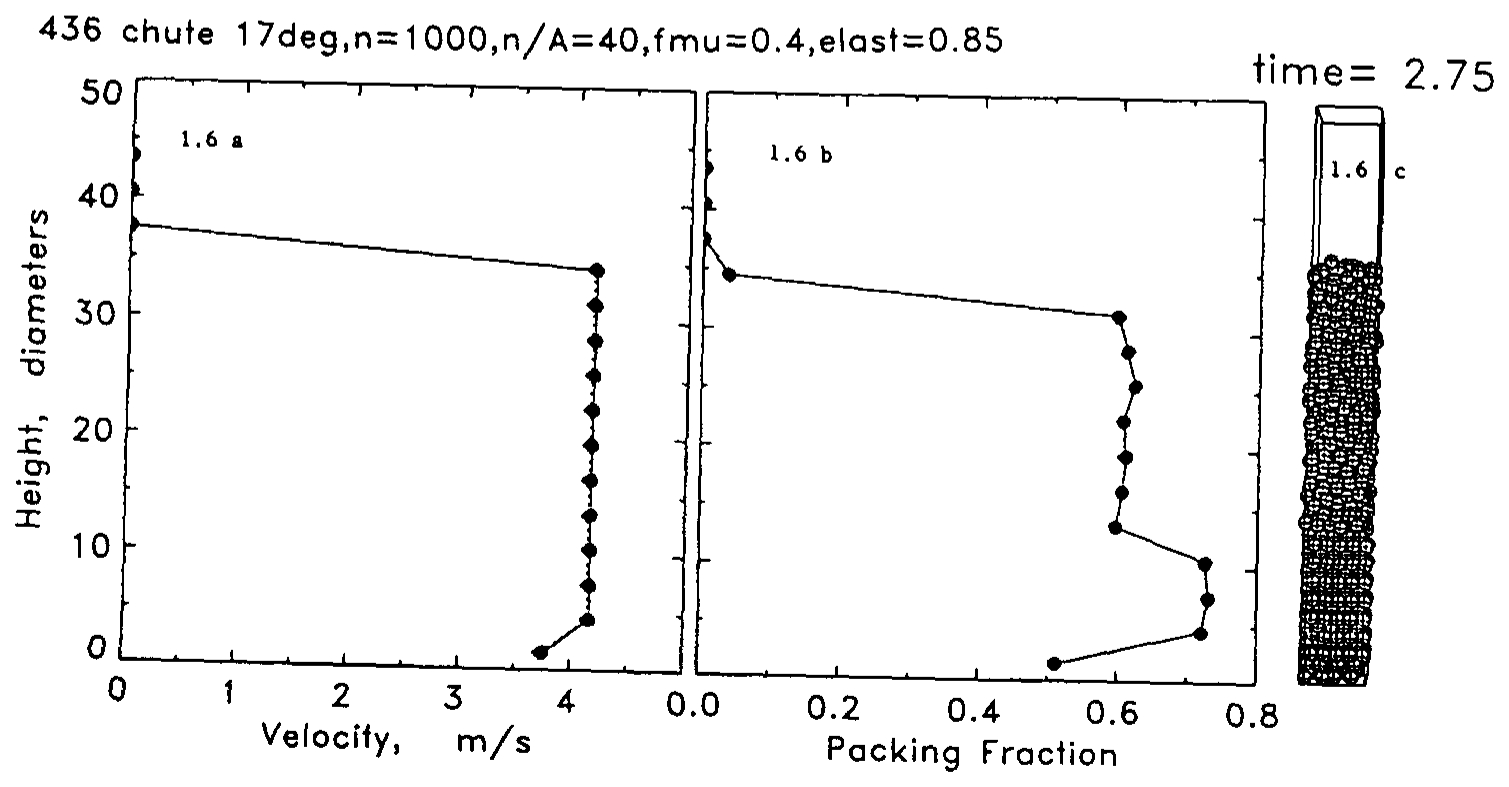 436 chute 17deg,n=1000,n/A=40,fmu=0.4,elast=0.85
time= 2.75
50
40
30
20
10
0
Height, diameters
1.6 a
0
1
2
3
4
Velocity, m/s
1.6 b
0.0
0.2
0.4
0.6
0.8
Packing Fraction
1.6 c